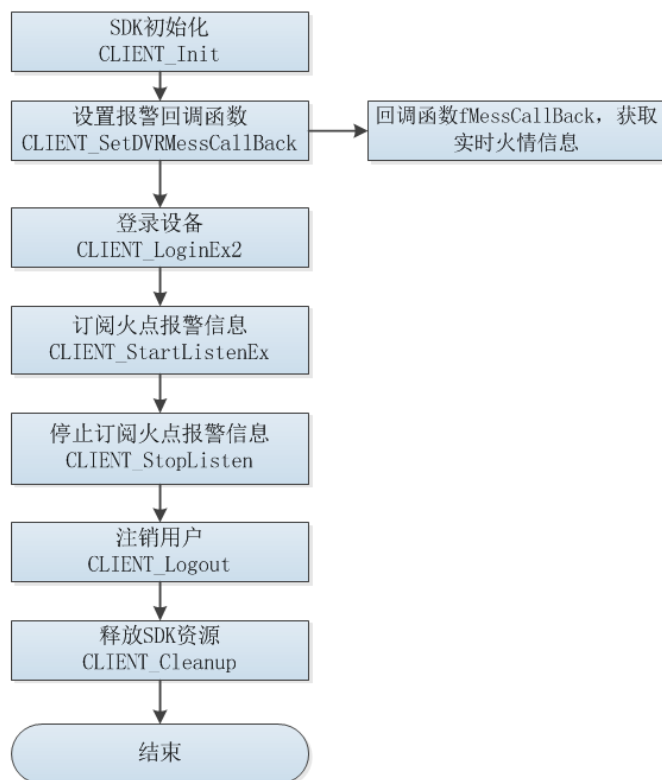 SDK初始化
CLIENT_Init
设置报警回调函数
CLIENT_SetDVRMessCallBack
回调函数fMessCallBack，获取
实时火情信息
登录设备
CLIENT_LoginEx2
订阅火点报警信息
CLIENT_StartListenEx
停止订阅火点报警信息
CLIENT_StopListen
注销用户
CLIENT_Logout
释放SDK资源
CLIENT_Cleanup
结束